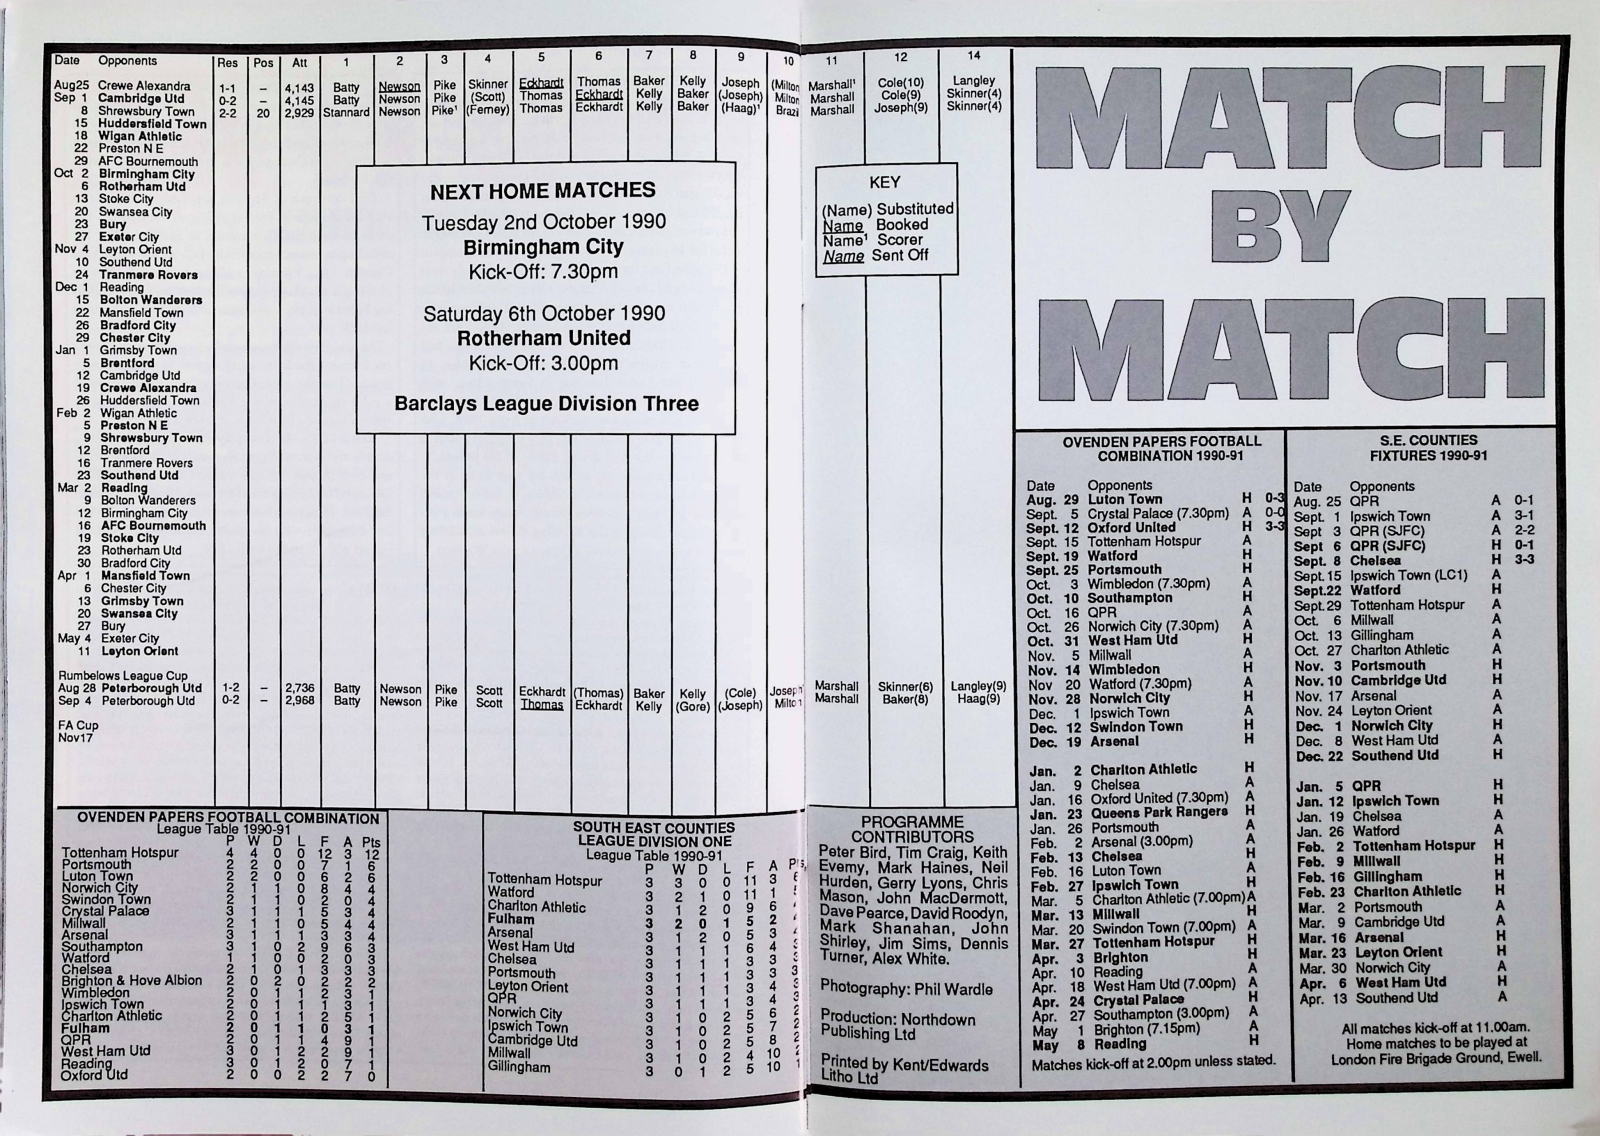 Date Opponents Res Pos Att 1 2 3 4 5 6 7 8 9 10 11 12 14
Aug25 Crewe Alexandra 1-1 – 4,143 Batty Newson Pike Skinner Eckhardt Thomas Baker Kelly Joseph (Milton Marshall¹ Cole(10) Langley
Sep 1 Cambridge Utd 0-2 – 4,145 Batty Newson Pike (Scott) Thomas Eckhardt Kelly Baker (Joseph) Milton Marshall Cole(9) Skinner(4)
8 Shrewsbury Town 2-2 20 2,929 Stannard Newson Pike¹ (Ferney) Thomas Eckhardt Kelly Baker (Haag)¹ Brazi Marshall Joseph(9) Skinner(4)
15 Huddersfield Town
18 Wigan Athletic
22 Preston N E
29 AFC Bournemouth
Oct 2 Birmingham City
6 Rotherham Utd
13 Stoke City
20 Swansea City
23 Bury
27 Exeter City
Nov 4 Leyton Orient
10 Southend Utd
24 Tranmere Rovers
Dec 1 Reading
15 Bolton Wanderers
22 Mansfield Town
26 Bradford City
29 Chester City
Jan 1 Grimsby Town
5 Brentford
12 Cambridge Utd
19 Crewe Alexandra
26 Huddersfield Town
Feb 2 Wigan Athletic
5 Preston N E
9 Shrewsbury Town
12 Brentford
16 Tranmere Rovers
23 Southend Utd
Mar 2 Reading
9 Bolton Wanderers
12 Birmingham City
16 AFC Bournemouth
19 Stoke City
23 Rotherham Utd
30 Bradford City
Apr 1 Mansfield Town
6 Chester City
13 Grimsby Town
20 Swansea City
27 Bury
May 4 Exeter City
11 Leyton Orient
Rumbelows League Cup
Aug 28 Peterborough Utd 1-2 – 2,736 Batty Newson Pike Scott Eckhardt (Thomas) Baker Kelly (Cole) Joseph Marshall Skinner(6) Langley(9)
Sep 4 Peterborough Utd 0-2 – 2,968 Batty Newson Pike Scott Thomas Eckhardt Kelly (Gore) (Joseph) Milton Marshall Baker(8) Haag(9)
FA Cup
Nov17
NEXT HOME MATCHES
Tuesday 2nd October 1990
Birmingham City
Kick-Off: 7.30pm
Saturday 6th October 1990
Rotherham United
Kick-Off: 3.00pm
Barclays League Division Three
KEY
(Name) Substituted
Name Booked
Name¹ Scorer
Name Sent Off
MATCH
BY
MATCH
OVENDEN PAPERS FOOTBALL COMBINATION
League Table 1990-91
P W D L F A Pts
Tottenham Hotspur 4 4 0 0 12 3 12
Portsmouth 2 2 0 0 7 1 6
Luton Town 2 2 0 0 6 2 6
Norwich City 2 1 1 0 8 4 4
Swindon Town 2 1 1 0 2 0 4
Crystal Palace 3 1 1 1 5 3 4
Millwall 2 1 1 0 5 4 4
Arsenal 3 1 1 1 3 3 4
Southampton 3 1 0 2 9 6 3
Watford 1 1 0 0 2 0 3
Chelsea 2 1 0 1 3 3 3
Brighton & Hove Albion 2 0 2 0 2 2 2
Wimbledon 2 0 1 1 2 3 1
Ipswich Town 2 0 1 1 1 3 1
Charlton Athletic 2 0 1 1 2 5 1
Fulham 2 0 1 1 0 3 1
QPR 2 0 1 1 4 9 1
West Ham Utd 3 0 1 2 2 9 1
Reading 3 0 1 2 0 7 1
Oxford Utd 2 0 0 2 2 7 0
SOUTH EAST COUNTIES
LEAGUE DIVISION ONE
League Table 1990-91
P W D L F A Pts
Tottenham Hotspur 3 3 0 0 11 3
Watford 3 2 1 0 11 1
Charlton Athletic 3 1 2 0 9 6
Fulham 3 2 0 1 5 2
Arsenal 3 1 2 0 5 3
West Ham Utd 3 1 1 1 6 4
Chelsea 3 1 1 1 3 3
Portsmouth 3 1 1 1 3 3
Leyton Orient 3 1 1 1 3 4
QPR 3 1 1 1 3 4
Norwich City 3 1 0 2 5 6
Ipswich Town 3 1 0 2 5 7
Cambridge Utd 3 1 0 2 5 8
Millwall 3 1 0 2 4 10
Gillingham 3 0 1 2 5 10
PROGRAMME
CONTRIBUTORS
Peter Bird, Tim Craig, Keith
Evemy, Mark Haines, Neil
Hurden, Gerry Lyons, Chris
Mason, John MacDermott,
Dave Pearce, David Roodyn,
Mark Shanahan, John
Shirley, Jim Sims, Dennis
Turner, Alex White.
Photography: Phil Wardle
Production: Northdown
Publishing Ltd
Printed by Kent/Edwards
Litho Ltd
OVENDEN PAPERS FOOTBALL
COMBINATION 1990-91
Date Opponents
Aug. 29 Luton Town H 0-3
Sept. 5 Crystal Palace (7.30pm) A 0-0
Sept. 12 Oxford United H 3-3
Sept. 15 Tottenham Hotspur A
Sept. 19 Watford H
Sept. 25 Portsmouth H
Oct. 3 Wimbledon (7.30pm) A
Oct. 10 Southampton H
Oct. 16 QPR A
Oct. 26 Norwich City (7.30pm) A
Oct. 31 West Ham Utd H
Nov. 5 Millwall A
Nov. 14 Wimbledon H
Nov 20 Watford (7.30pm) A
Nov. 28 Norwich City H
Dec. 1 Ipswich Town A
Dec. 12 Swindon Town H
Dec. 19 Arsenal H
Jan. 2 Charlton Athletic H
Jan. 9 Chelsea A
Jan. 16 Oxford United (7.30pm) A
Jan. 23 Queens Park Rangers H
Jan. 26 Portsmouth A
Feb. 2 Arsenal (3.00pm) A
Feb. 13 Chelsea H
Feb. 16 Luton Town A
Feb. 27 Ipswich Town H
Mar. 5 Charlton Athletic (7.00pm) A
Mar. 13 Millwall H
Mar. 20 Swindon Town (7.00pm) A
Mar. 27 Tottenham Hotspur H
Apr. 3 Brighton H
Apr. 10 Reading A
Apr. 18 West Ham Utd (7.00pm) A
Apr. 24 Crystal Palace H
Apr. 27 Southampton (3.00pm) A
May 1 Brighton (7.15pm) A
May 8 Reading H
Matches kick-off at 2.00pm unless stated.
S.E. COUNTIES
FIXTURES 1990-91
Date Opponents
Aug. 25 QPR A 0-1
Sept. 1 Ipswich Town A 3-1
Sept 3 QPR (SJFC) A 2-2
Sept 6 QPR (SJFC) H 0-1
Sept. 8 Chelsea H 3-3
Sept.15 Ipswich Town (LC1) A
Sept.22 Watford H
Sept.29 Tottenham Hotspur A
Oct. 6 Millwall A
Oct. 13 Gillingham A
Oct. 27 Charlton Athletic A
Nov. 3 Portsmouth H
Nov. 10 Cambridge Utd H
Nov. 17 Arsenal A
Nov. 24 Leyton Orient A
Dec. 1 Norwich City H
Dec. 8 West Ham Utd A
Dec. 22 Southend Utd H
Jan. 5 QPR H
Jan. 12 Ipswich Town H
Jan. 19 Chelsea A
Jan. 26 Watford A
Feb. 2 Tottenham Hotspur H
Feb. 9 Millwall H
Feb. 16 Gillingham H
Feb. 23 Charlton Athletic H
Mar. 2 Portsmouth A
Mar. 9 Cambridge Utd A
Mar. 16 Arsenal H
Mar. 23 Leyton Orient H
Mar. 30 Norwich City A
Apr. 6 West Ham Utd H
Apr. 13 Southend Utd A
All matches kick-off at 11.00am.
Home matches to be played at
London Fire Brigade Ground, Ewell.